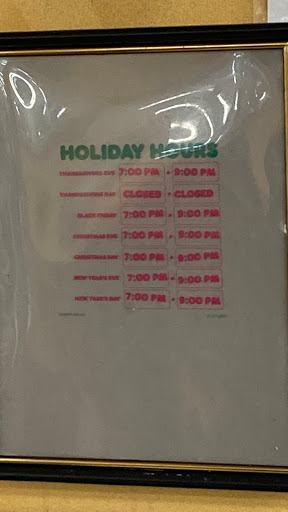 HOLIDAY HOURS
THANKSGIVING EVE 7:00 PM - 9:00 PM
THANKSGIVING DAY CLOSED - CLOSED
BLACK FRIDAY 7:00 PM - 9:00 PM
CHRISTMAS EVE 7:00 PM - 9:00 PM
CHRISTMAS DAY 7:00 PM - 9:00 PM
NEW YEAR'S EVE 7:00 PM - 9:00 PM
NEW YEAR'S DAY 7:00 PM - 9:00 PM